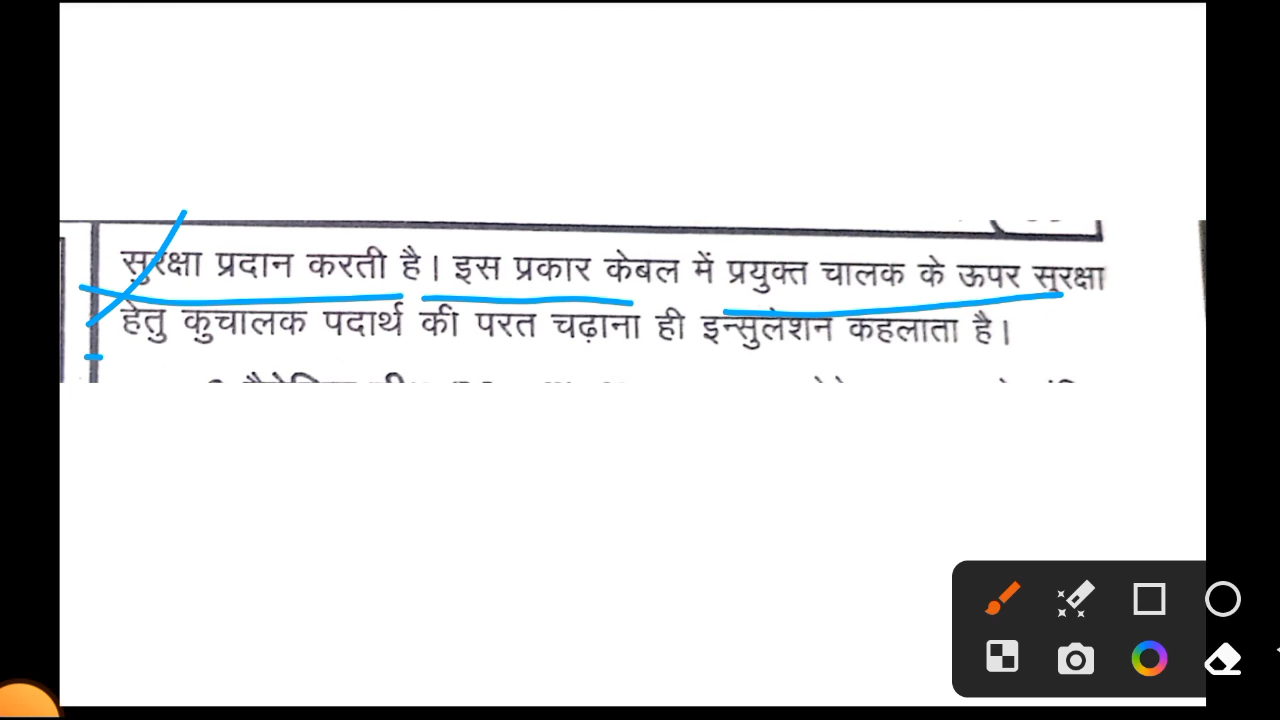 सुरक्षा प्रदान करती है। इस प्रकार केबल में प्रयुक्त चालक के ऊपर सुरक्षा
हेतु कुचालक पदार्थ की परत चढ़ाना ही इन्सुलेशन कहलाता है।